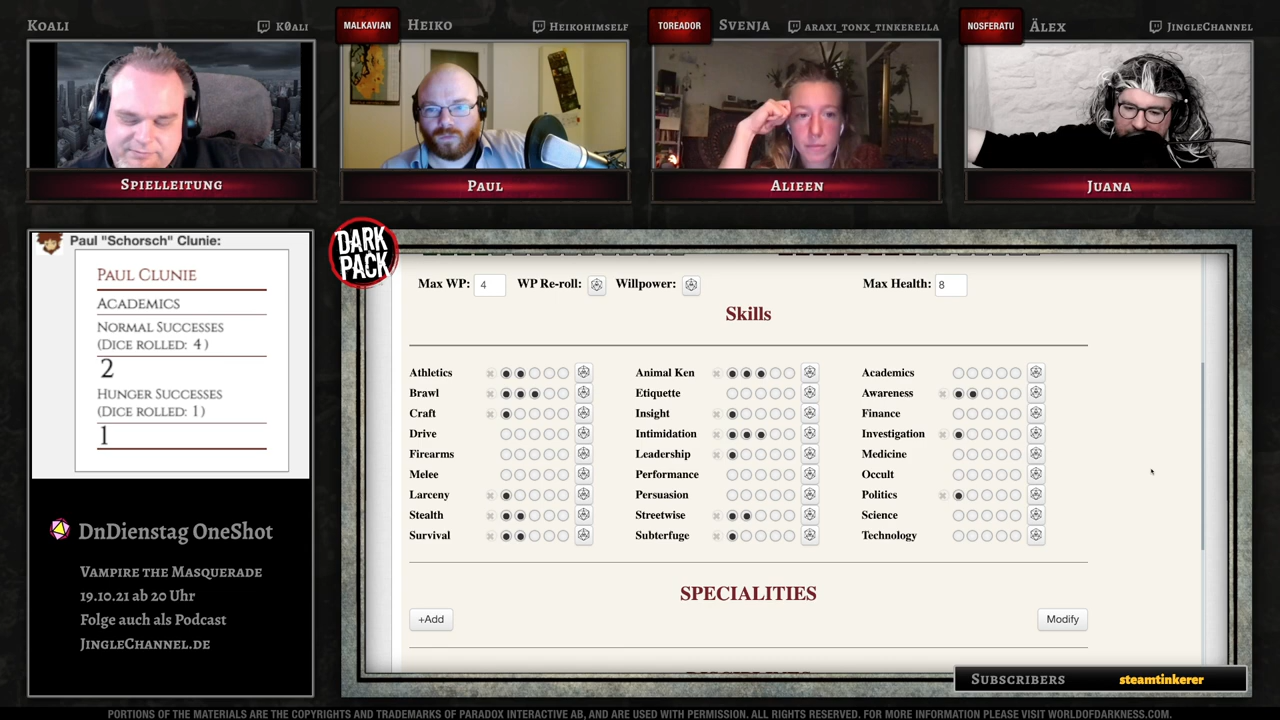 Koali
K0ali
MALKAVIAN
Heiko
Heikohimself
TOREADOR
Svenja
araxi_tonx_tinkerella
NOSFERATU
Älex
JingleChannel
Spielleitung
Paul
Alieen
Juana
Paul "Schorsch" Clunie:
Paul Clunie
Academics
Normal Successes
(Dice rolled: 4)
2
Hunger Successes
(Dice rolled: 1)
1
DARK
PACK
Max WP: 4
WP Re-roll:
Willpower:
Max Health: 8
Skills
Athletics
Animal Ken
Academics
Brawl
Etiquette
Awareness
Craft
Insight
Finance
Drive
Intimidation
Investigation
Firearms
Leadership
Medicine
Melee
Performance
Occult
Larceny
Persuasion
Politics
Stealth
Streetwise
Science
Survival
Subterfuge
Technology
SPECIALITIES
+Add
Modify
DnDienstag OneShot
Vampire the Masquerade
19.10.21 ab 20 Uhr
Folge auch als Podcast
JingleChannel.de
Subscribers
steamtinkerer
PORTIONS OF THE MATERIALS ARE THE COPYRIGHTS AND TRADEMARKS OF PARADOX INTERACTIVE AB, AND ARE USED WITH PERMISSION. ALL RIGHTS RESERVED. FOR MORE INFORMATION PLEASE VISIT WORLDOFDARKNESS.COM.